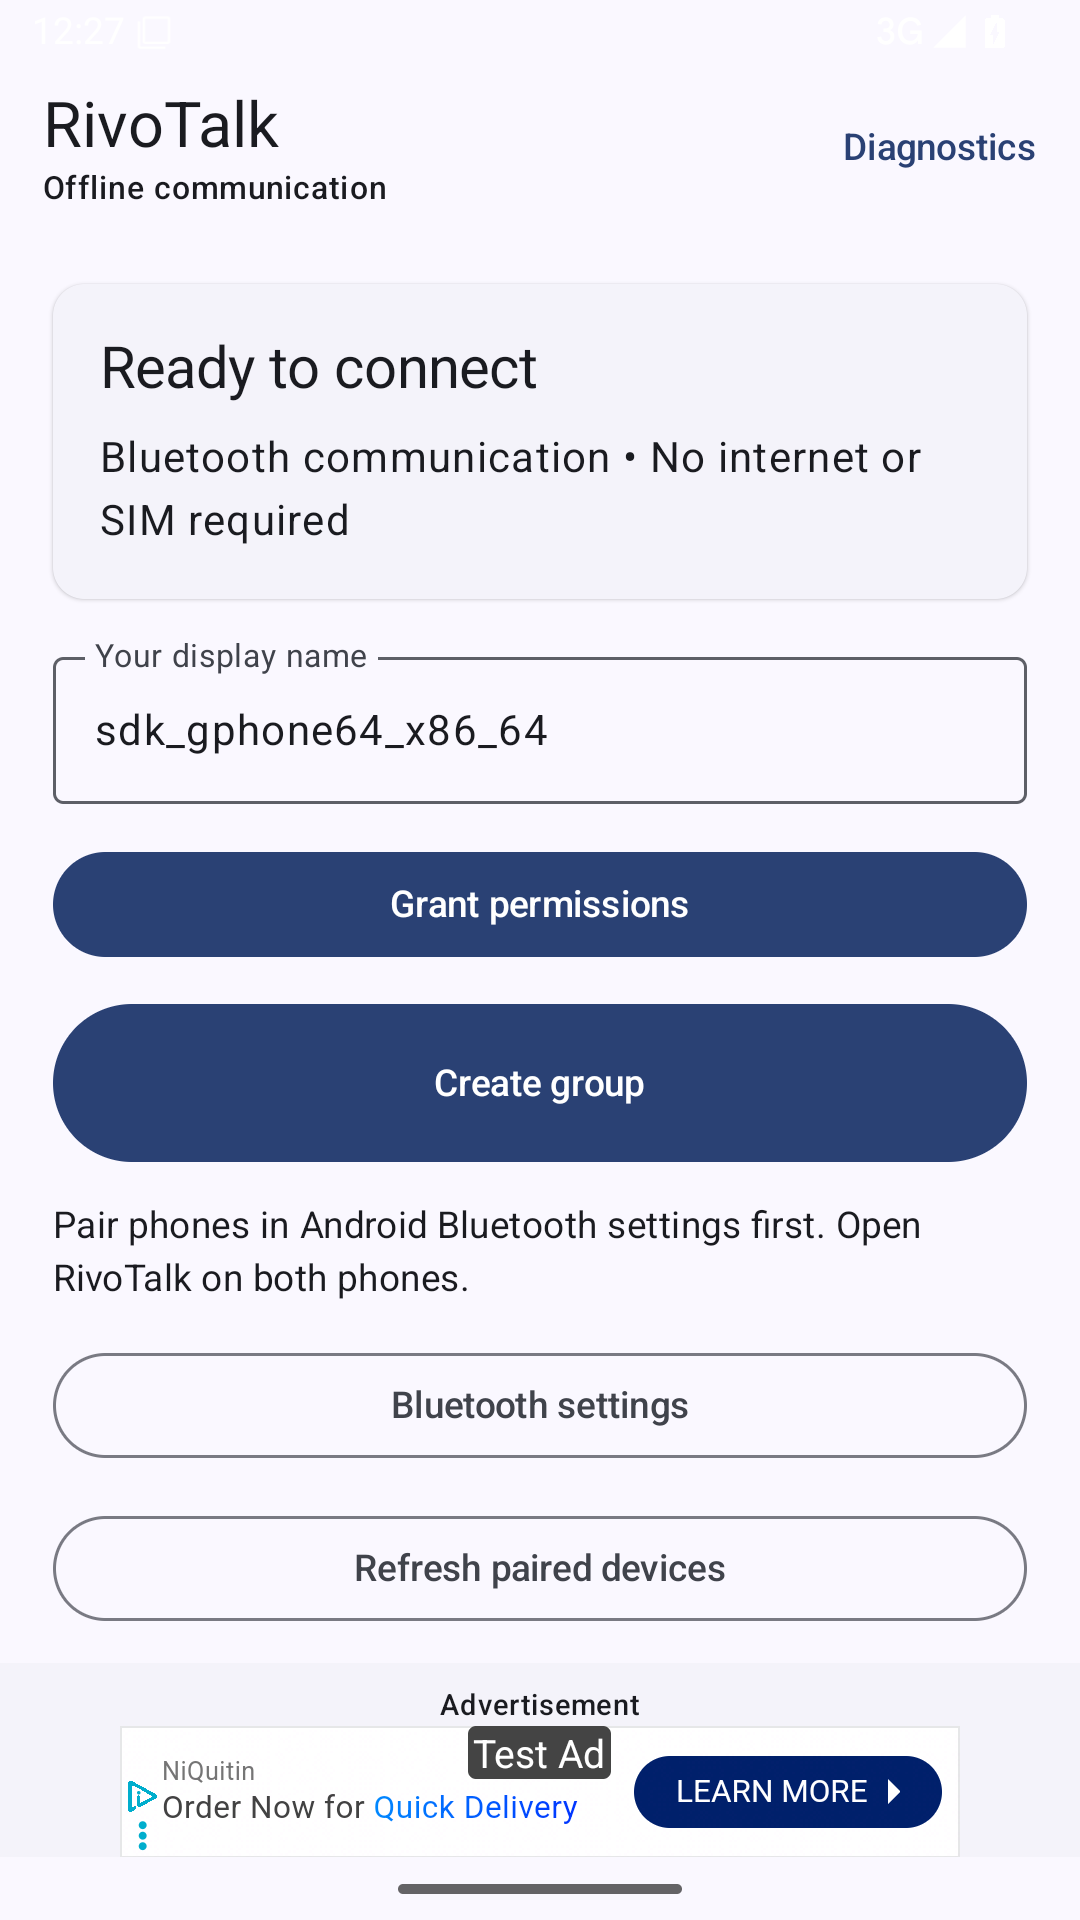 12:27
3G
RivoTalk
Offline communication
Diagnostics
Ready to connect
Bluetooth communication • No internet or
SIM required
Your display name
sdk_gphone64_x86_64
Grant permissions
Create group
Pair phones in Android Bluetooth settings first. Open
RivoTalk on both phones.
Bluetooth settings
Refresh paired devices
Advertisement
Test Ad
NiQuitin
Order Now for Quick Delivery
LEARN MORE